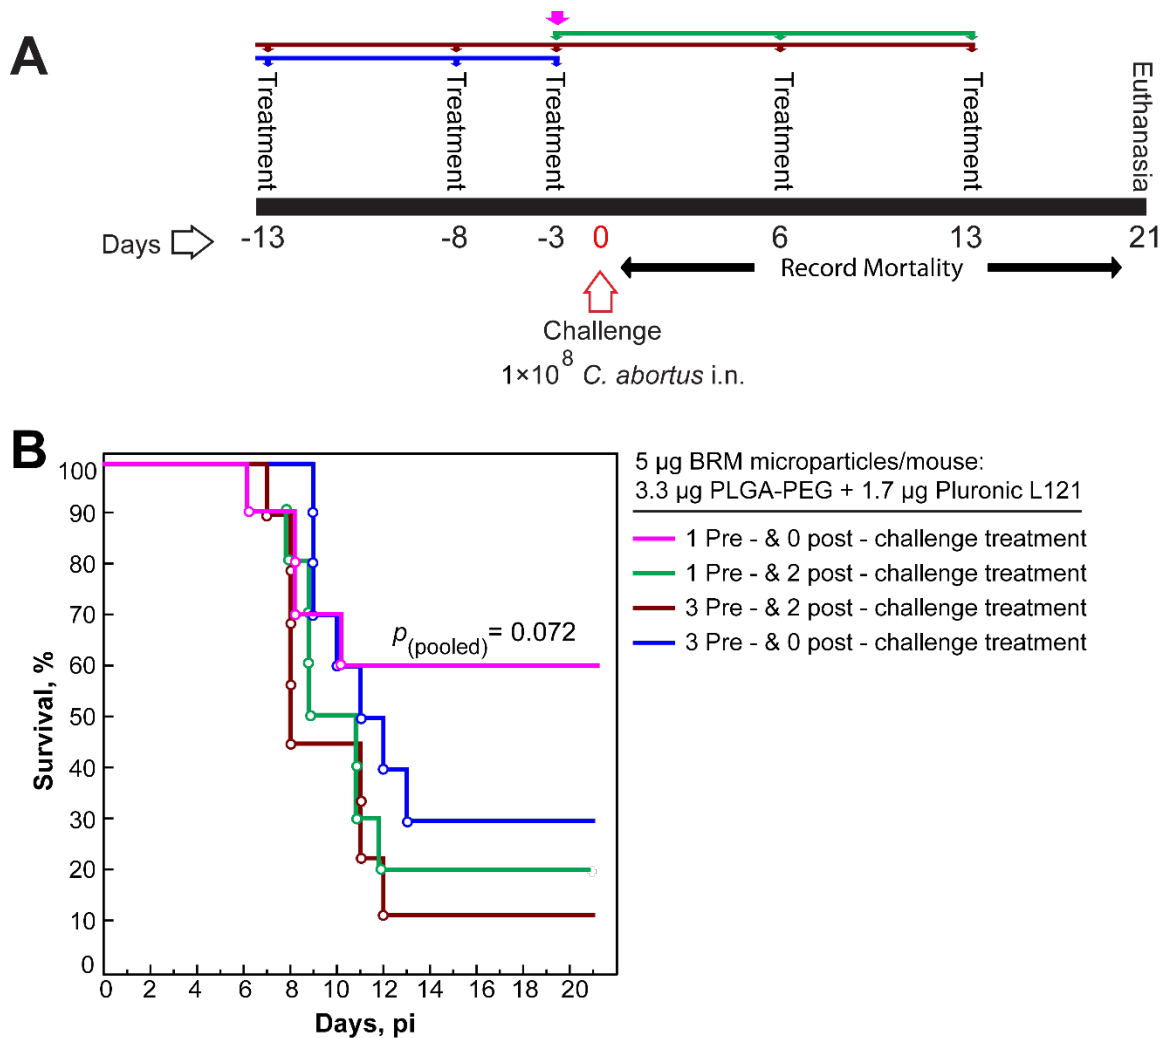 A
Treatment
Treatment
Treatment
Treatment
Treatment
Euthanasia
Days
-13 -8 -3 0 6 13 21
Record Mortality
Challenge
1×10⁸ C. abortus i.n.
B
5 µg BRM microparticles/mouse:
3.3 µg PLGA-PEG + 1.7 µg Pluronic L121
1 Pre - & 0 post - challenge treatment
1 Pre - & 2 post - challenge treatment
3 Pre - & 2 post - challenge treatment
3 Pre - & 0 post - challenge treatment
p(pooled) = 0.072
Survival, %
100
90
80
70
60
50
40
30
20
10
0
0 2 4 6 8 10 12 14 16 18 20
Days, pi